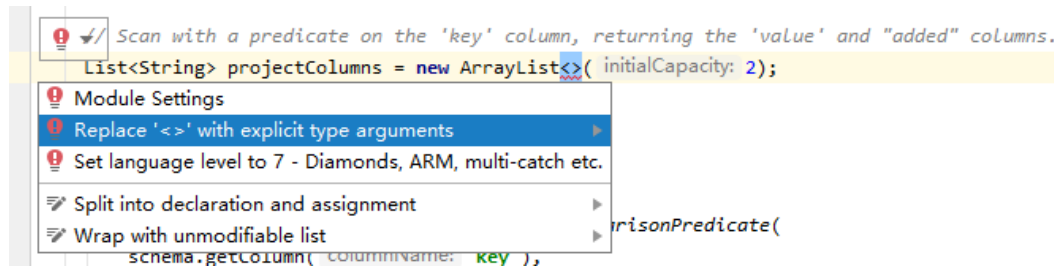 / Scan with a predicate on the 'key' column, returning the 'value' and "added" columns.
List<String> projectColumns = new ArrayList<>( initialCapacity: 2);
Module Settings
Replace '<>' with explicit type arguments
Set language level to 7 - Diamonds, ARM, multi-catch etc.
Split into declaration and assignment
risonPredicate(
Wrap with unmodifiable list
schema.getColumn( columnName: "key"),